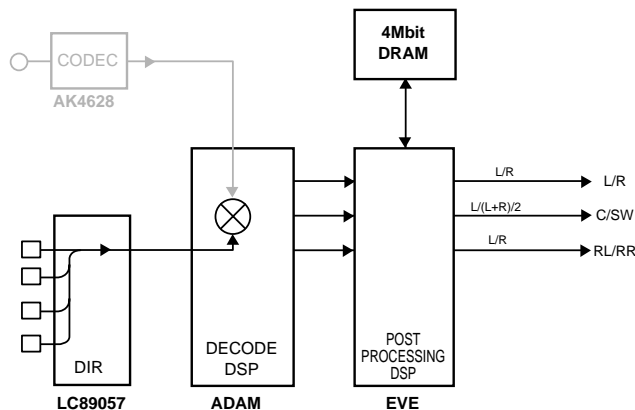 4Mbit
DRAM
CODEC
AK4628
L/R
L/R
L/(L+R)/2
C/SW
L/R
RL/RR
DIR
DECODE
DSP
POST
PROCESSING
DSP
LC89057
ADAM
EVE